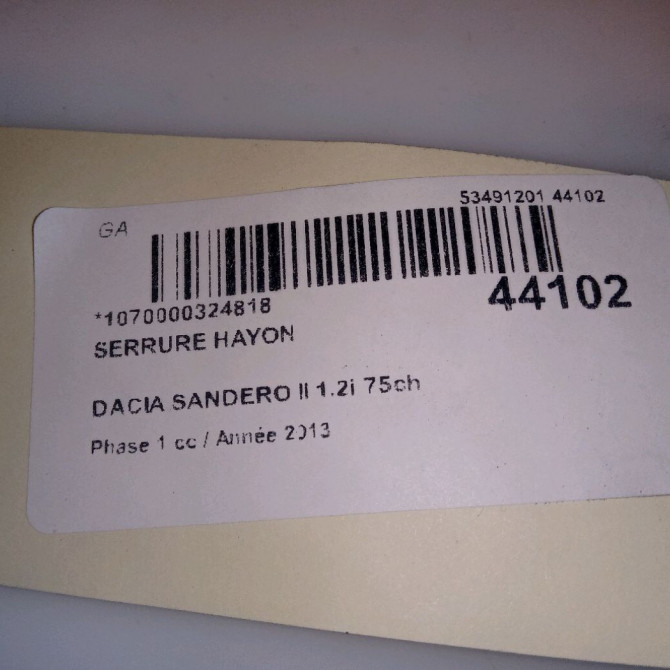 53491201 44102
GA
44102
*1070000324818
SERRURE HAYON
DACIA SANDERO II 1.2i 75ch
Phase 1 cc / Année 2013